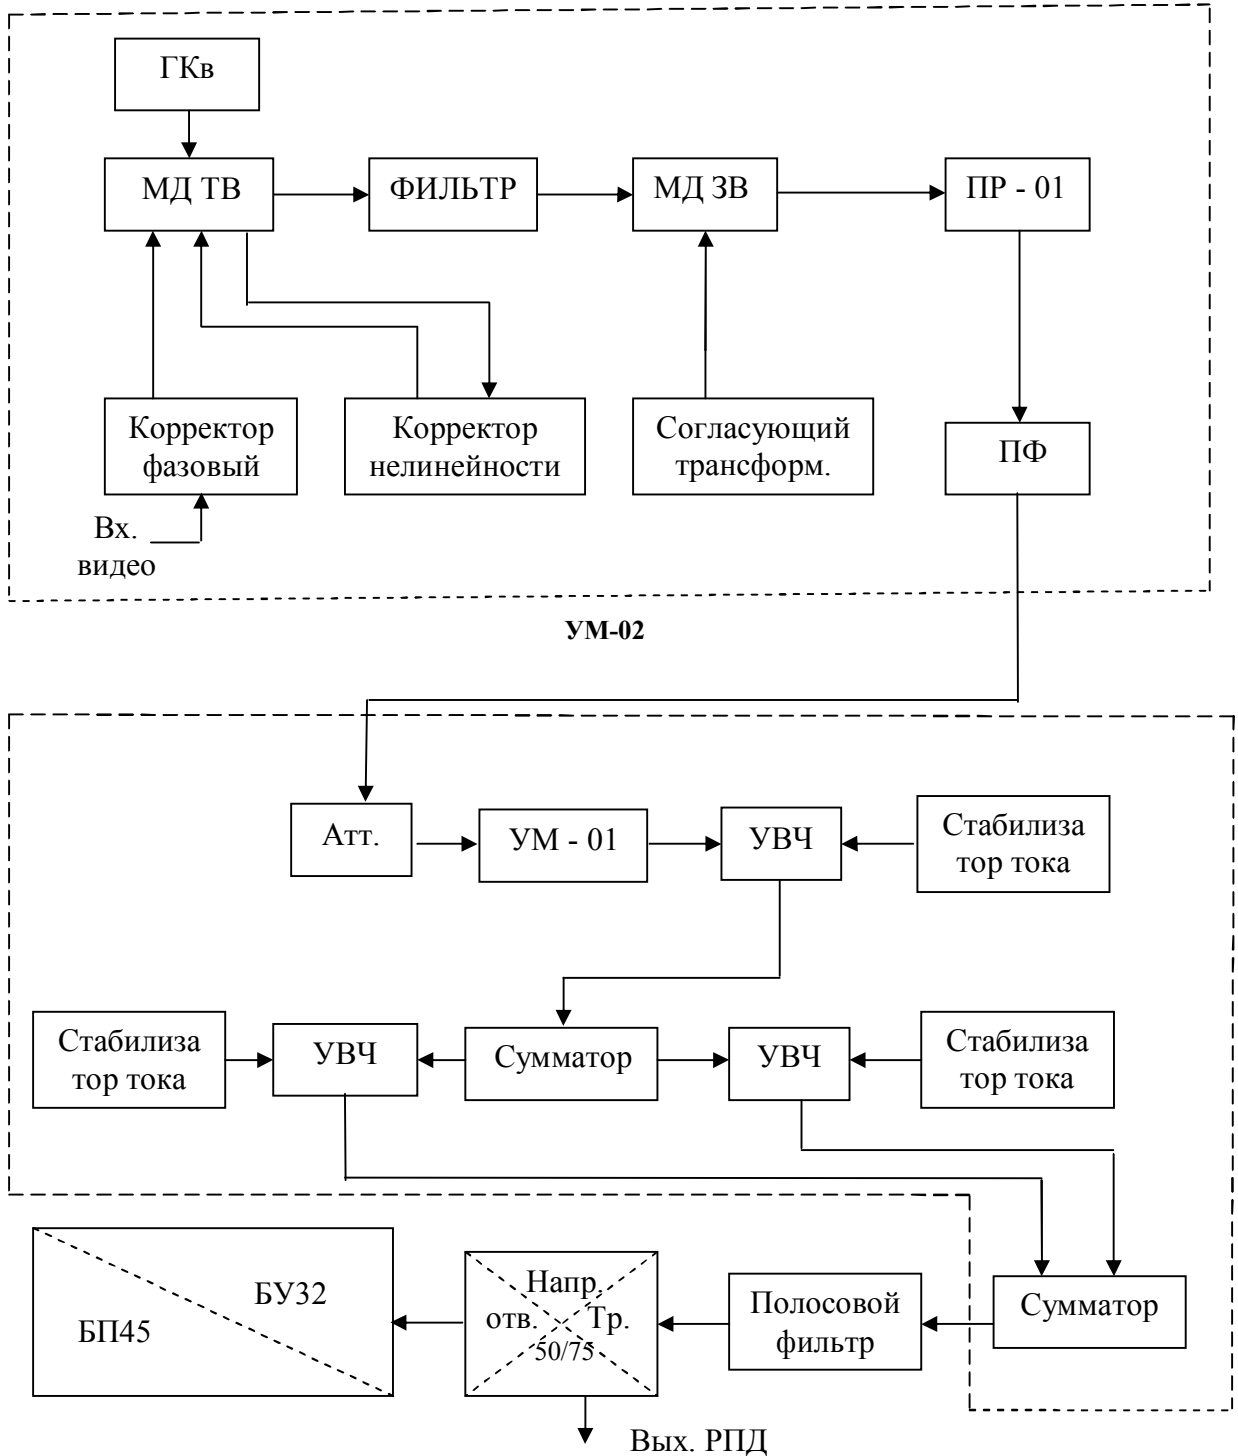 ГКв
МД ТВ
ФИЛЬТР
МД ЗВ
ПР - 01
Корректор
фазовый
Корректор
нелинейности
Согласующий
трансформ.
ПФ
Вх.
видео
УМ-02
Атт.
УМ - 01
УВЧ
Стабилиза
тор тока
Стабилиза
тор тока
УВЧ
Сумматор
УВЧ
Стабилиза
тор тока
БУ32
БП45
Напр.
отв. Тр.
50/75
Полосовой
фильтр
Сумматор
Вых. РПД